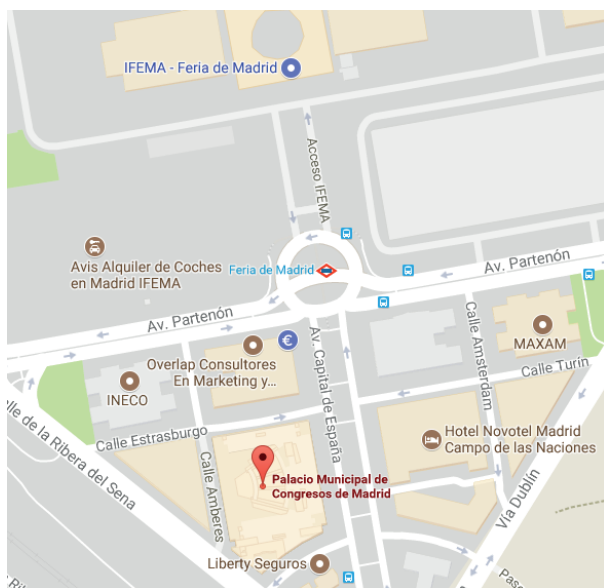 IFEMA - Feria de Madrid
Acceso IFEMA
Avis Alquiler de Coches
en Madrid IFEMA
Feria de Madrid
Av. Partenón
Av. Partenón
Overlap Consultores
En Marketing y...
€
MAXAM
INECO
Av. Capital de España
Calle Amsterdam
Calle Turín
Calle Estrasburgo
Calle Amberes
alle de la Ribera del Sena
Hotel Novotel Madrid
Campo de las Naciones
Palacio Municipal de
Congresos de Madrid
Vía Dublín
Liberty Seguros
Pase